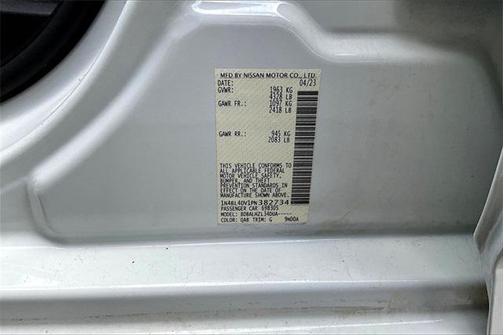 MFD. BY NISSAN MOTOR CO., LTD.
DATE: 04/23
GVWR: 1963 KG
4328 LB
GAWR FR: 1097 KG
2418 LB
GAWR RR: 945 KG
2083 LB
THIS VEHICLE CONFORMS TO
ALL APPLICABLE FEDERAL
MOTOR VEHICLE SAFETY,
BUMPER, AND THEFT
PREVENTION STANDARDS IN
EFFECT ON THE DATE OF
MANUFACTURE SHOWN ABOVE.
1N4BL4DV1PN382734
PASSENGER CAR 698305
MODEL:
COLOR: QAB TRIM: G